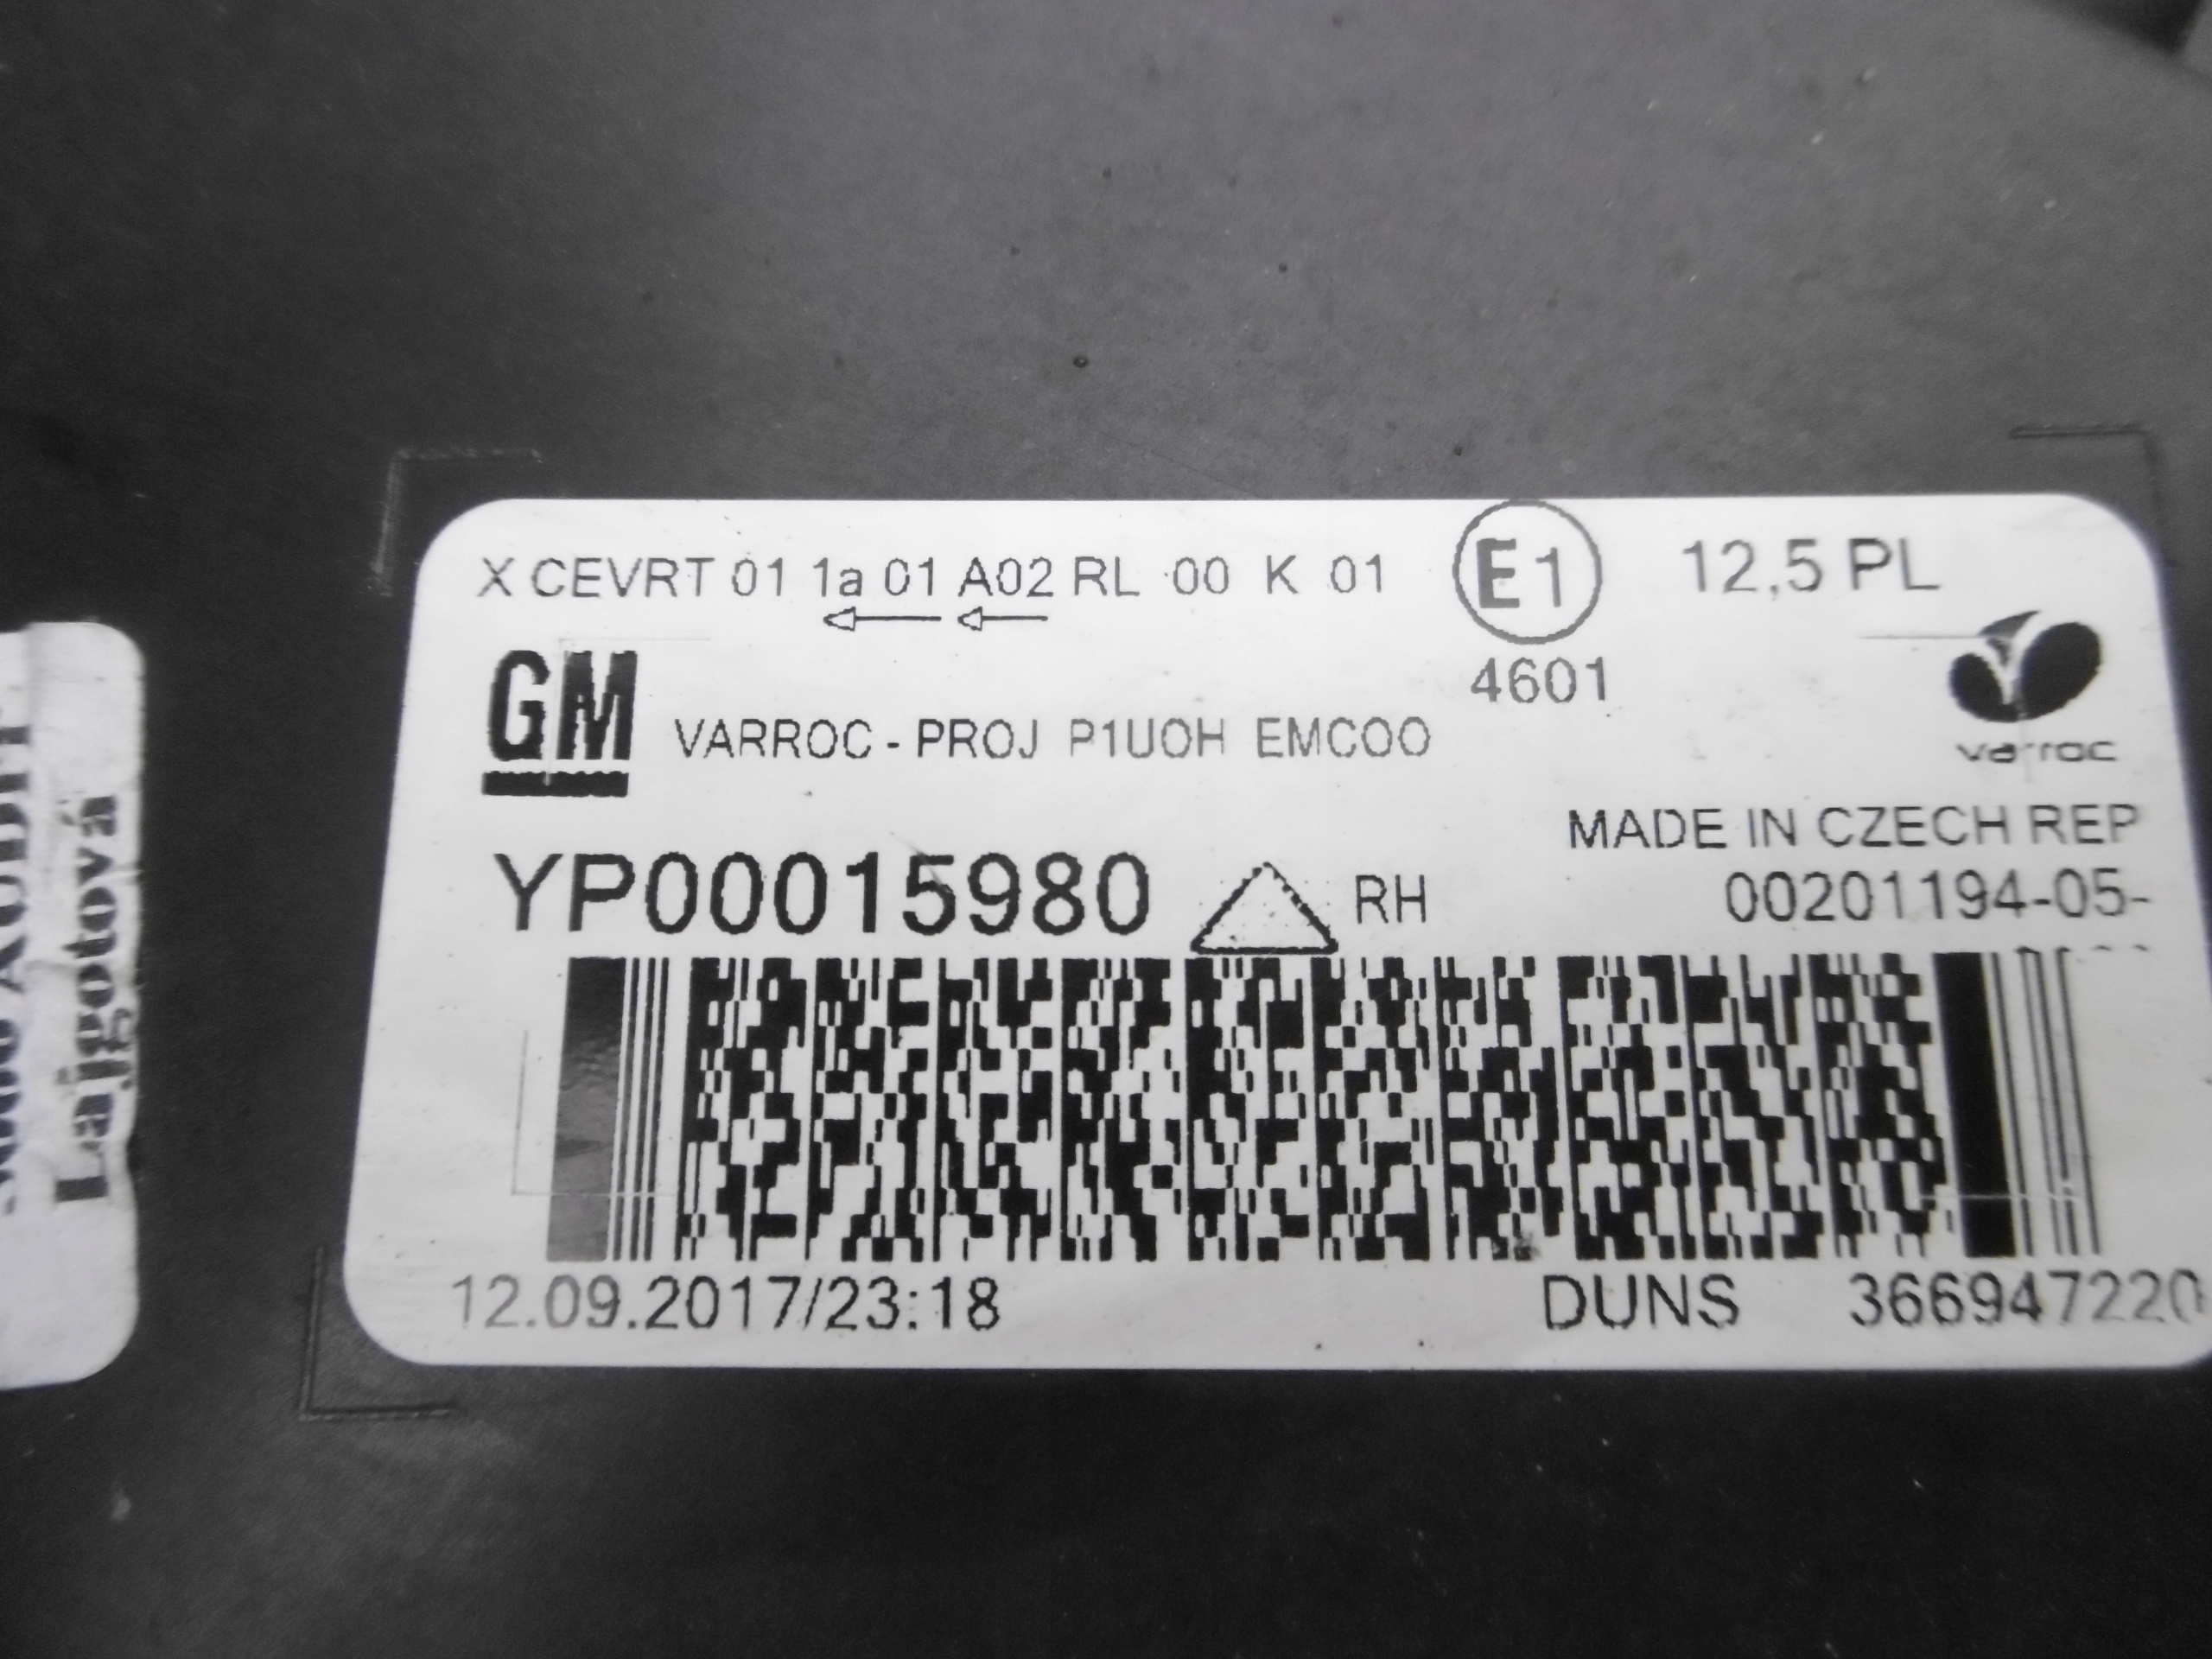 X CEVRT 01 1a 01 A02 RL 00 K 01
E1
12,5 PL
4601
GM
VARROC - PROJ P1UOH EMCOO
varroc
MADE IN CZECH REP
YP00015980
RH
00201194-05-
12.09.2017/23:18
DUNS 366947220
Lajgotová